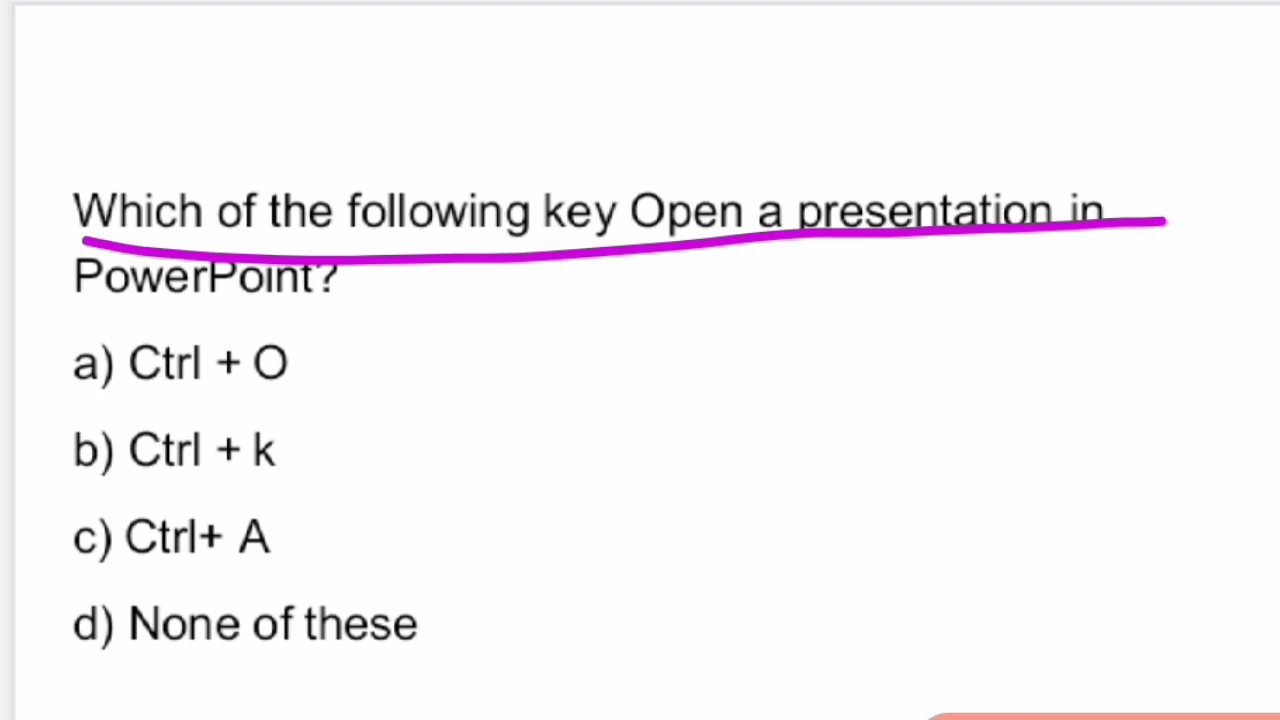 Which of the following key Open a presentation in
PowerPoint?
a) Ctrl + O
b) Ctrl + k
c) Ctrl+ A
d) None of these